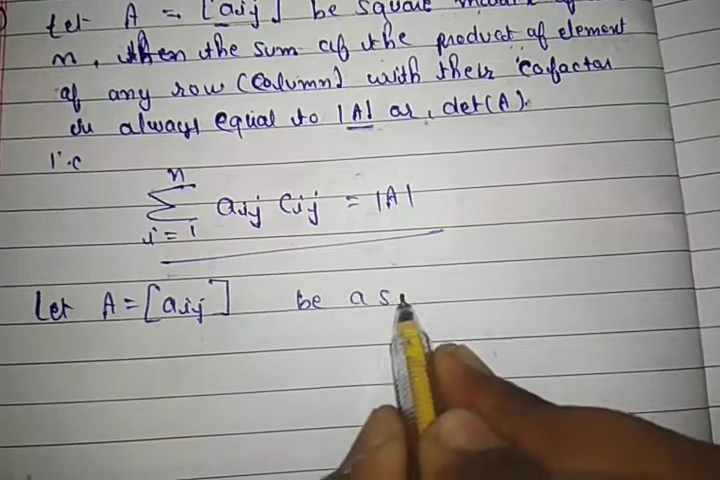 Let A = [aij] be square
n, then the sum of the product of element
of any row (column) with their cofactor
is always equal to |A| or, det(A).
i.e
n
∑ aij cij = |A|
i = 1
Let A = [aij] be a s